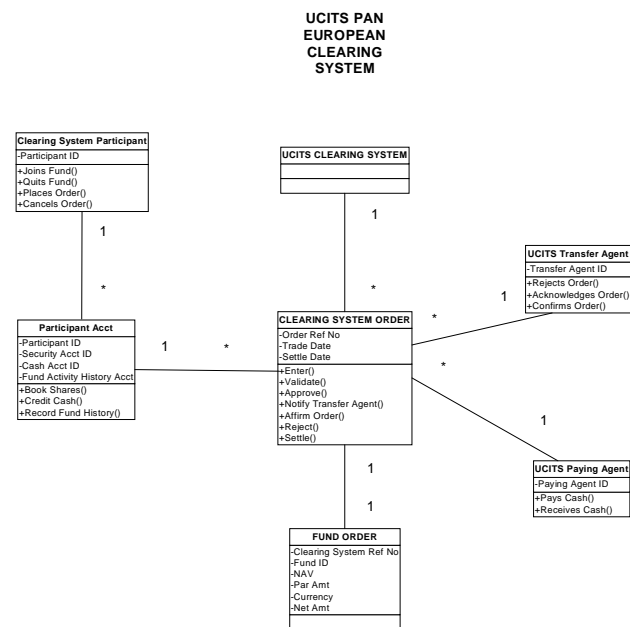 UCITS PAN
EUROPEAN
CLEARING
SYSTEM
Clearing System Participant
-Participant ID
+Joins Fund()
+Quits Fund()
+Places Order()
+Cancels Order()
UCITS CLEARING SYSTEM
1
1
*
*
UCITS Transfer Agent
-Transfer Agent ID
+Rejects Order()
+Acknowledges Order()
+Confirms Order()
1
*
Participant Acct
-Participant ID
-Security Acct ID
-Cash Acct ID
-Fund Activity History Acct
+Book Shares()
+Credit Cash()
+Record Fund History()
1
*
CLEARING SYSTEM ORDER
-Order Ref No
-Trade Date
-Settle Date
+Enter()
+Validate()
+Approve()
+Notify Transfer Agent()
+Affirm Order()
+Reject()
+Settle()
*
1
UCITS Paying Agent
-Paying Agent ID
+Pays Cash()
+Receives Cash()
1
1
FUND ORDER
-Clearing System Ref No
-Fund ID
-NAV
-Par Amt
-Currency
-Net Amt